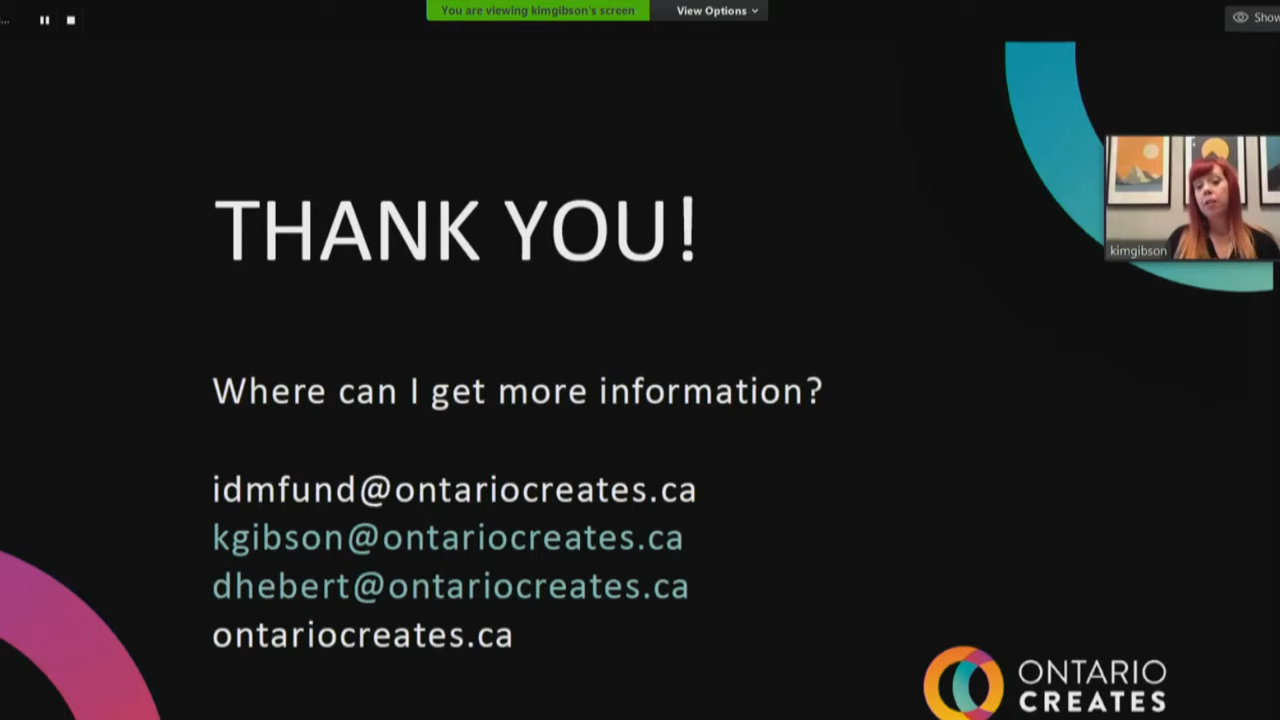 ...
You are viewing kimgibson's screen
View Options
Show
THANK YOU!
kimgibson
Where can I get more information?
idmfund@ontariocreates.ca
kgibson@ontariocreates.ca
dhebert@ontariocreates.ca
ontariocreates.ca
ONTARIO
CREATES